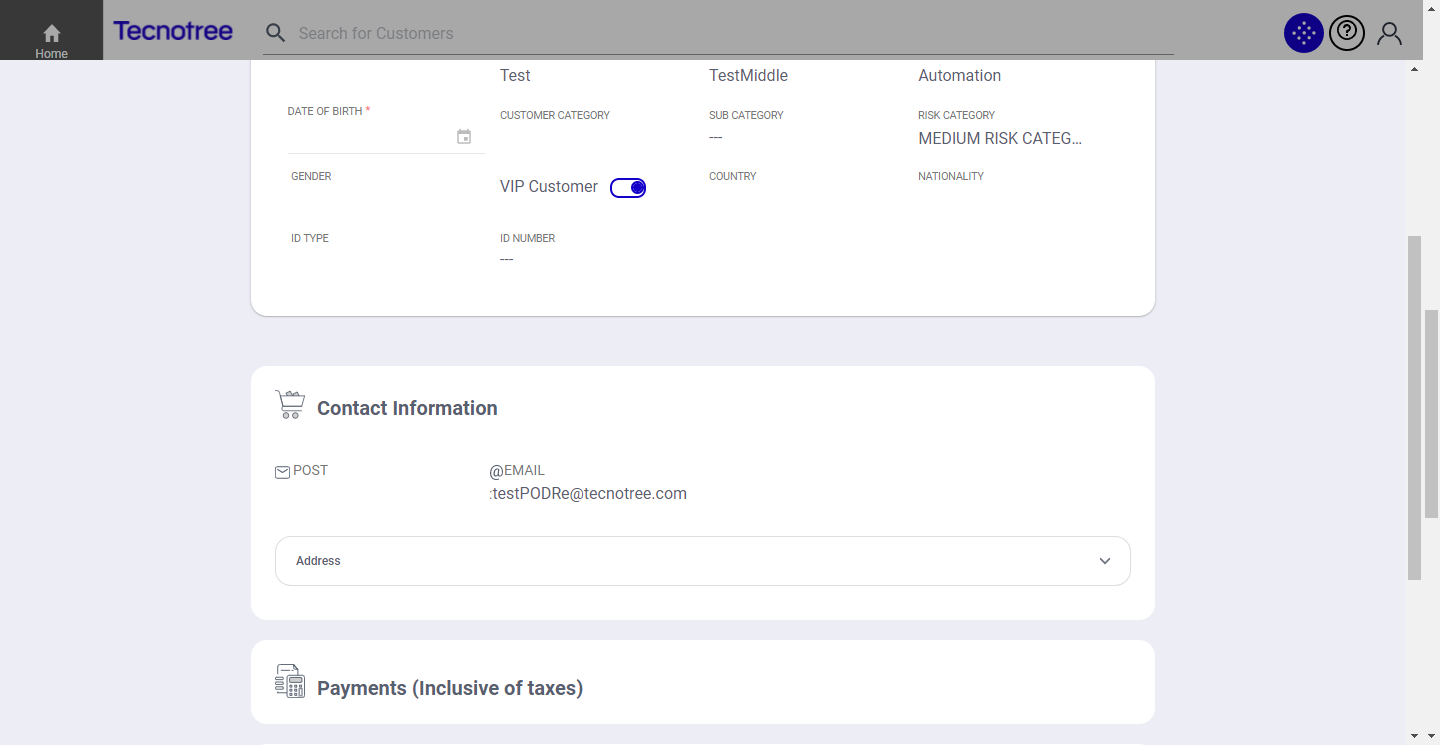 Home
Tecnotree
Search for Customers
Test TestMiddle Automation
DATE OF BIRTH * CUSTOMER CATEGORY SUB CATEGORY RISK CATEGORY
--- MEDIUM RISK CATEG...
GENDER VIP Customer COUNTRY NATIONALITY
ID TYPE ID NUMBER
---
Contact Information
POST @EMAIL
:testPODRe@tecnotree.com
Address
Payments (Inclusive of taxes)